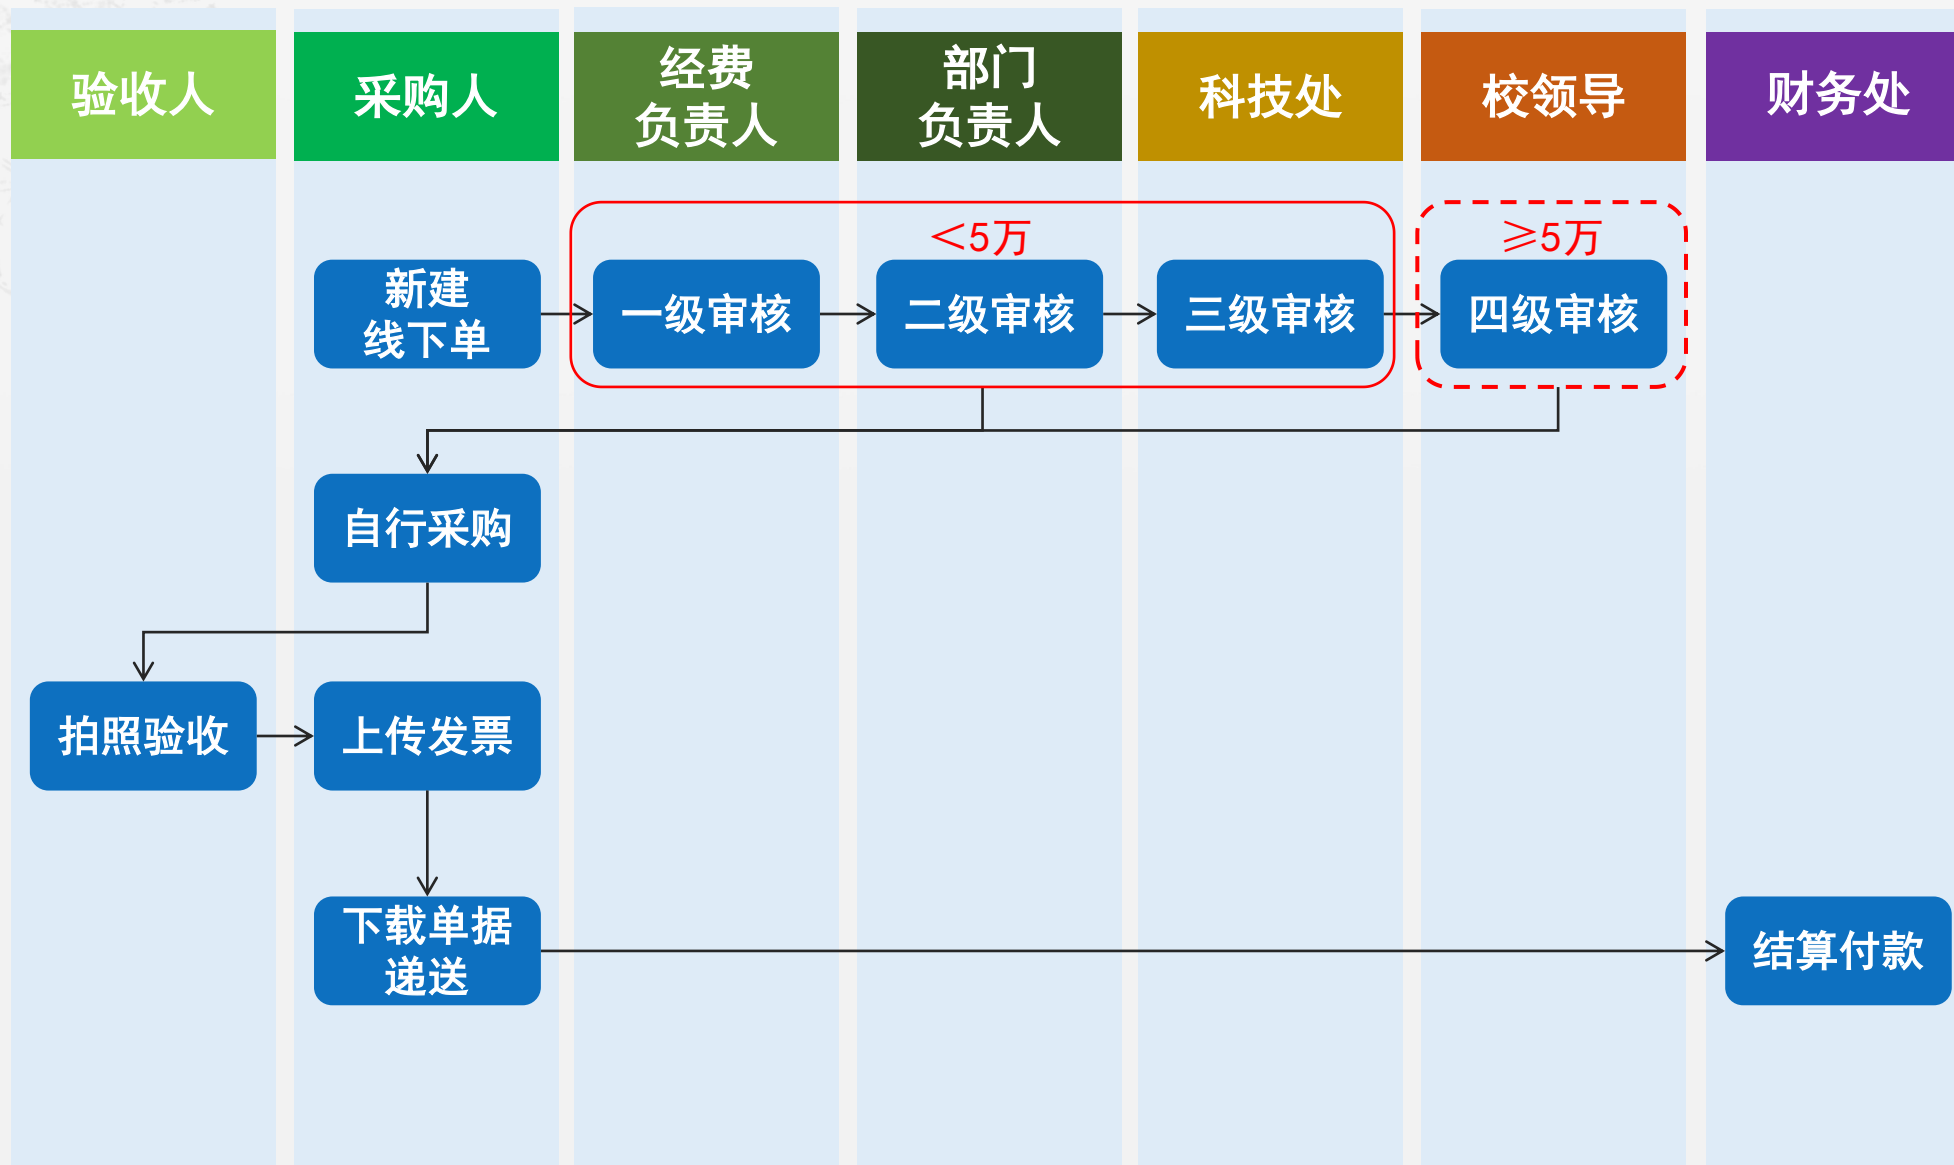 验收人
采购人
经费
负责人
部门
负责人
科技处
校领导
财务处
<5万
≥5万
新建
线下单
一级审核
二级审核
三级审核
四级审核
自行采购
拍照验收
上传发票
下载单据
递送
结算付款